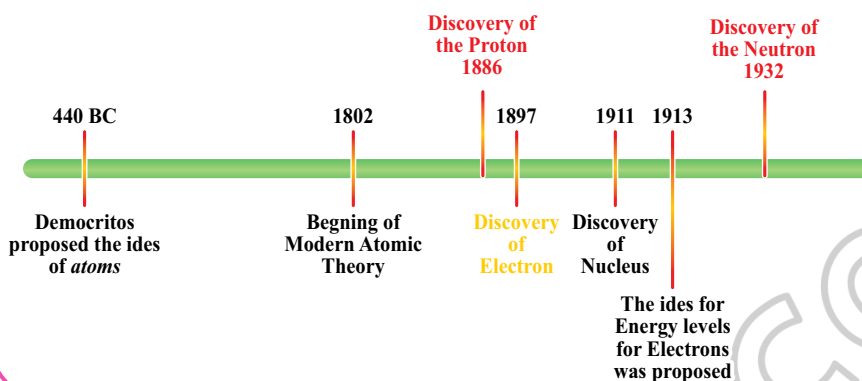 Discovery of
the Proton
1886
Discovery of
the Neutron
1932
440 BC
1802
1897
1911
1913
Democritos
proposed the ides
of atoms
Begning of
Modern Atomic
Theory
Discovery
of
Electron
Discovery
of
Nucleus
The ides for
Energy levels
for Electrons
was proposed